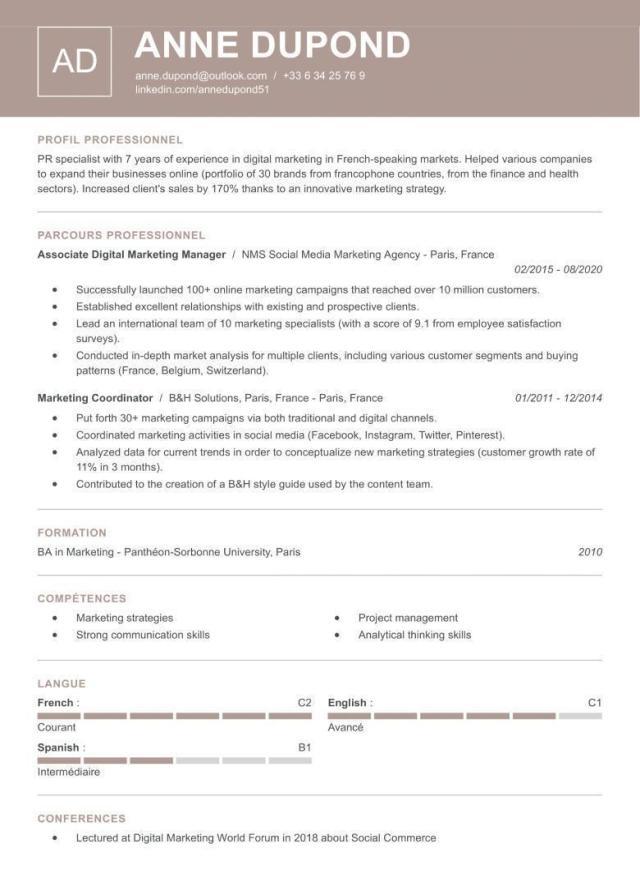 AD
ANNE DUPOND
anne.dupond@outlook.com / +33 6 34 25 76 9
linkedin.com/annedupond51
PROFIL PROFESSIONNEL
PR specialist with 7 years of experience in digital marketing in French-speaking markets. Helped various companies
to expand their businesses online (portfolio of 30 brands from francophone countries, from the finance and health
sectors). Increased client's sales by 170% thanks to an innovative marketing strategy.
PARCOURS PROFESSIONNEL
Associate Digital Marketing Manager / NMS Social Media Marketing Agency - Paris, France
02/2015 - 08/2020
● Successfully launched 100+ online marketing campaigns that reached over 10 million customers.
● Established excellent relationships with existing and prospective clients.
● Lead an international team of 10 marketing specialists (with a score of 9.1 from employee satisfaction
surveys).
● Conducted in-depth market analysis for multiple clients, including various customer segments and buying
patterns (France, Belgium, Switzerland).
Marketing Coordinator / B&H Solutions, Paris, France - Paris, France 01/2011 - 12/2014
● Put forth 30+ marketing campaigns via both traditional and digital channels.
● Coordinated marketing activities in social media (Facebook, Instagram, Twitter, Pinterest).
● Analyzed data for current trends in order to conceptualize new marketing strategies (customer growth rate of
11% in 3 months).
● Contributed to the creation of a B&H style guide used by the content team.
FORMATION
BA in Marketing - Panthéon-Sorbonne University, Paris 2010
COMPÉTENCES
● Marketing strategies ● Project management
● Strong communication skills ● Analytical thinking skills
LANGUE
French : C2 English : C1
Courant Avancé
Spanish : B1
Intermédiaire
CONFERENCES
● Lectured at Digital Marketing World Forum in 2018 about Social Commerce